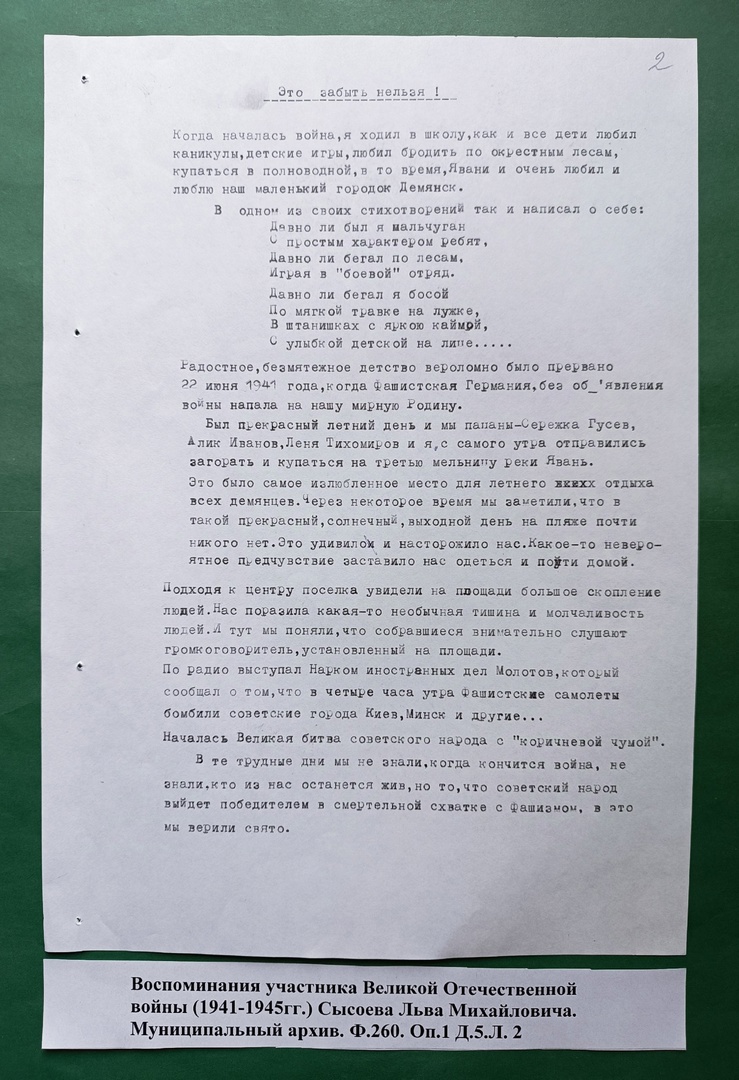 2
Это забыть нельзя !
Когда началась война,я ходил в школу,как и все дети любил
каникулы,детские игры,любил бродить по окрестным лесам,
купаться в полноводной,в то время,Явани и очень любил и
люблю наш маленький городок Демянск.
В одном из своих стихотворений так и написал о себе:
Давно ли был я мальчуган
С простым характером ребят,
Давно ли бегал по лесам,
Играя в "боевой" отряд.
Давно ли бегал я босой
По мягкой травке на лужке,
В штанишках с яркою каймой,
С улыбкой детской на лице.....
Радостное,безмятежное детство вероломно было прервано
22 июня 1941 года,когда Фашистская Германия,без об_'явления
войны напала на нашу мирную Родину.
Был прекрасный летний день и мы пацаны-Сережка Гусев,
Алик Иванов,Леня Тихомиров и я,с самого утра отправились
загорать и купаться на третью мельницу реки Явань.
Это было самое излюбленное место для летнего отдыха
всех демянцев.Через некоторое время мы заметили,что в
такой прекрасный,солнечный,выходной день на пляже почти
никого нет.Это удивило и насторожило нас.Какое-то неверо-
ятное предчувствие заставило нас одеться и пойти домой.
Подходя к центру поселка увидели на площади большое скопление
людей.Нас поразила какая-то необычная тишина и молчаливость
людей.И тут мы поняли,что собравшиеся внимательно слушают
громкоговоритель,установленный на площади.
По радио выступал Нарком иностранных дел Молотов,который
сообщал о том,что в четыре часа утра Фашистские самолеты
бомбили советские города Киев,Минск и другие...
Началась Великая битва советского народа с "коричневой чумой".
В те трудные дни мы не знали,когда кончится война, не
знали,кто из нас останется жив,но то,что советский народ
выйдет победителем в смертельной схватке с Фашизмом, в это
мы верили свято.
Воспоминания участника Великой Отечественной
войны (1941-1945гг.) Сысоева Льва Михайловича.
Муниципальный архив. Ф.260. Оп.1 Д.5.Л. 2